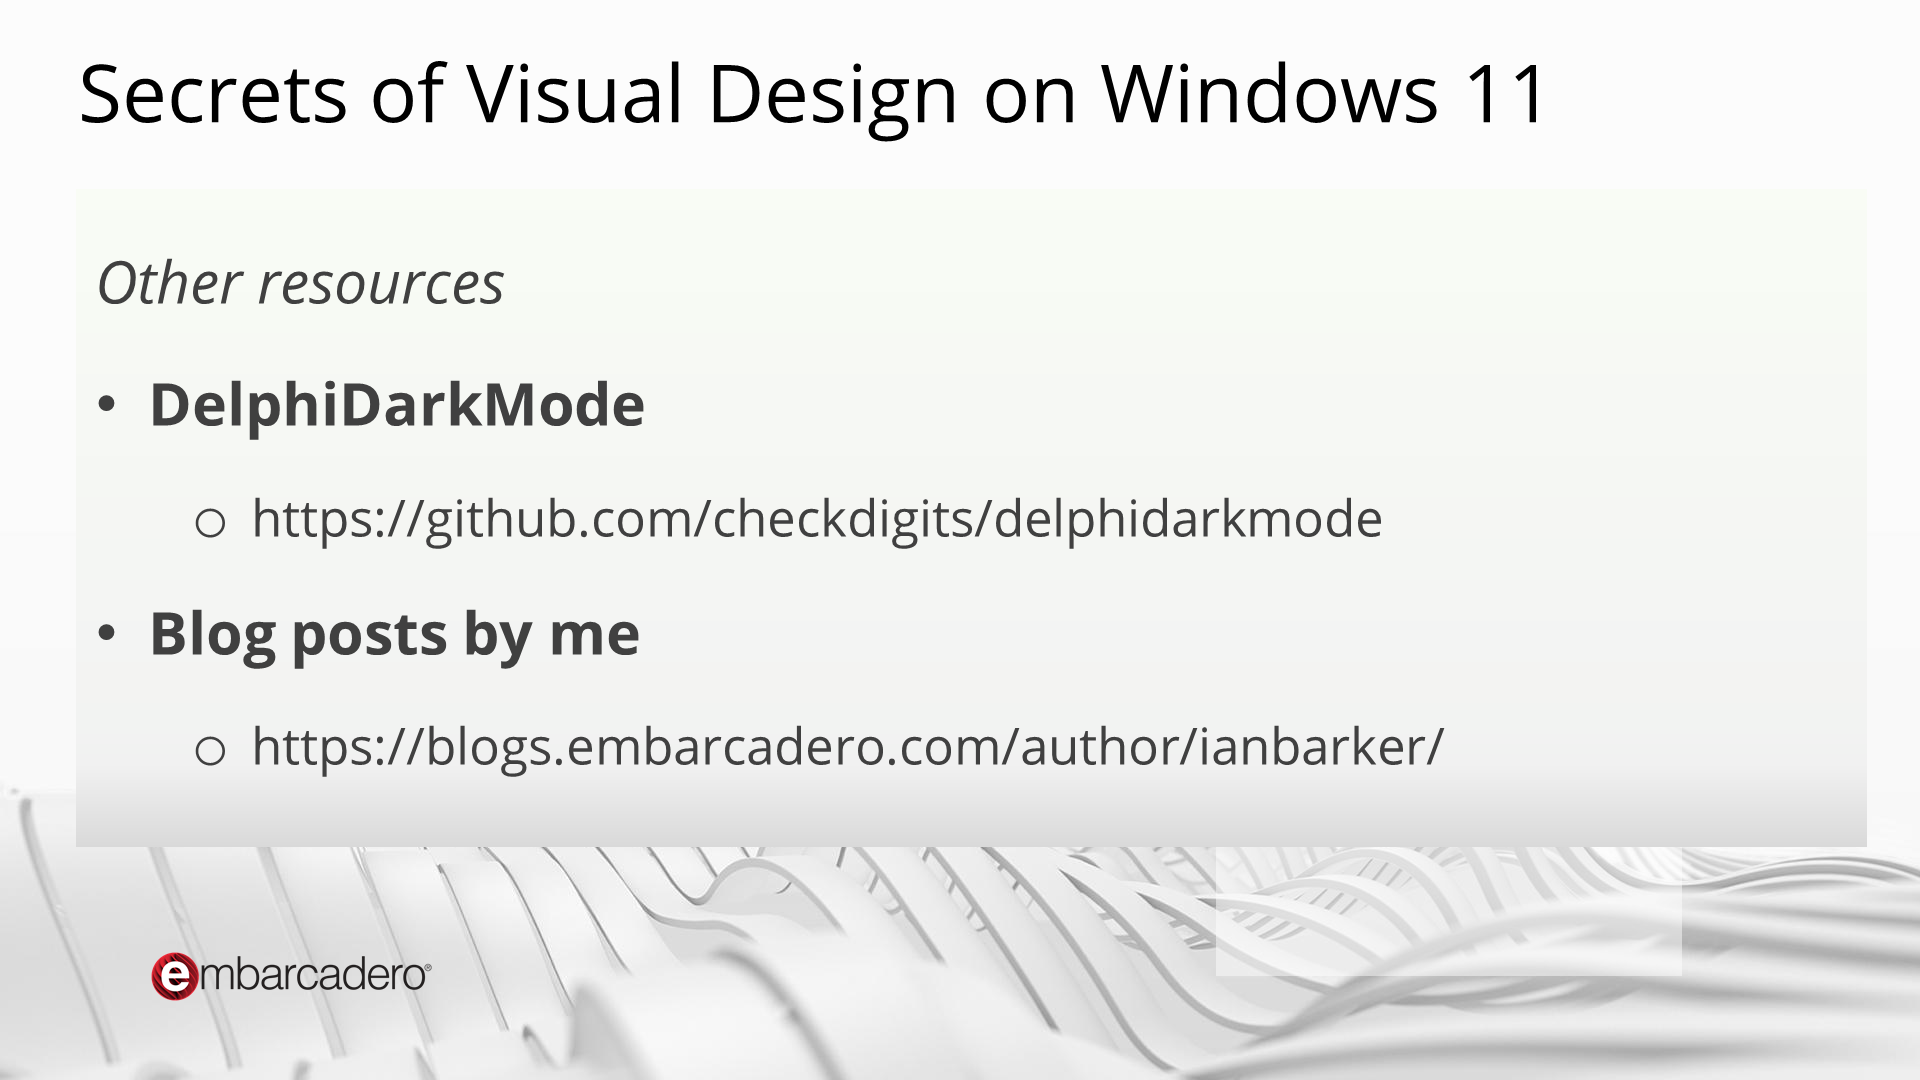 Secrets of Visual Design on Windows 11
Other resources
• DelphiDarkMode
○ https://github.com/checkdigits/delphidarkmode
• Blog posts by me
○ https://blogs.embarcadero.com/author/ianbarker/
embarcadero®